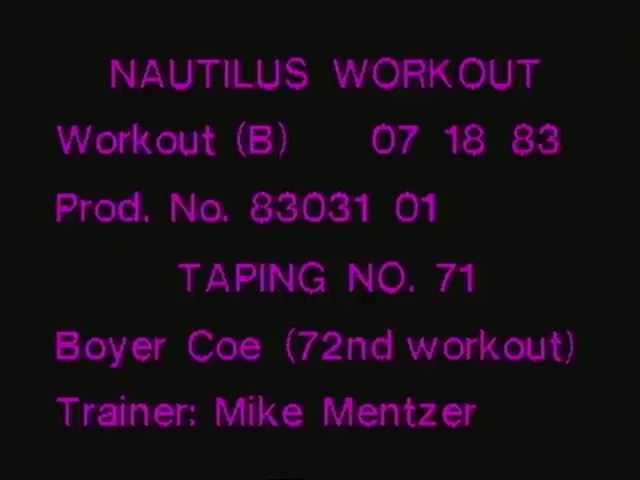 NAUTILUS WORKOUT
Workout (B) 07 18 83
Prod. No. 83031 01
TAPING NO. 71
Boyer Coe (72nd workout)
Trainer: Mike Mentzer